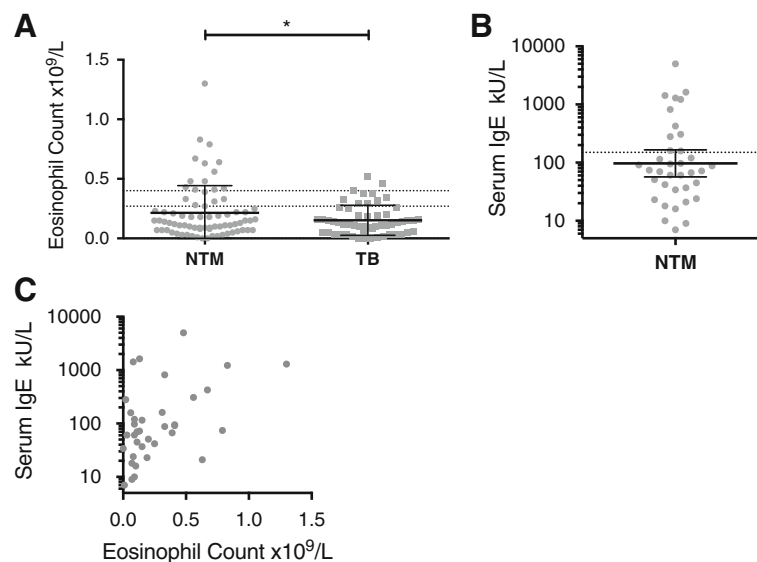 A
*
Eosinophil Count x10⁹/L
1.5
1.0
0.5
0.0
NTM
TB
B
Serum IgE kU/L
10000
1000
100
10
NTM
C
Serum IgE kU/L
10000
1000
100
10
0.0
0.5
1.0
1.5
Eosinophil Count x10⁹/L